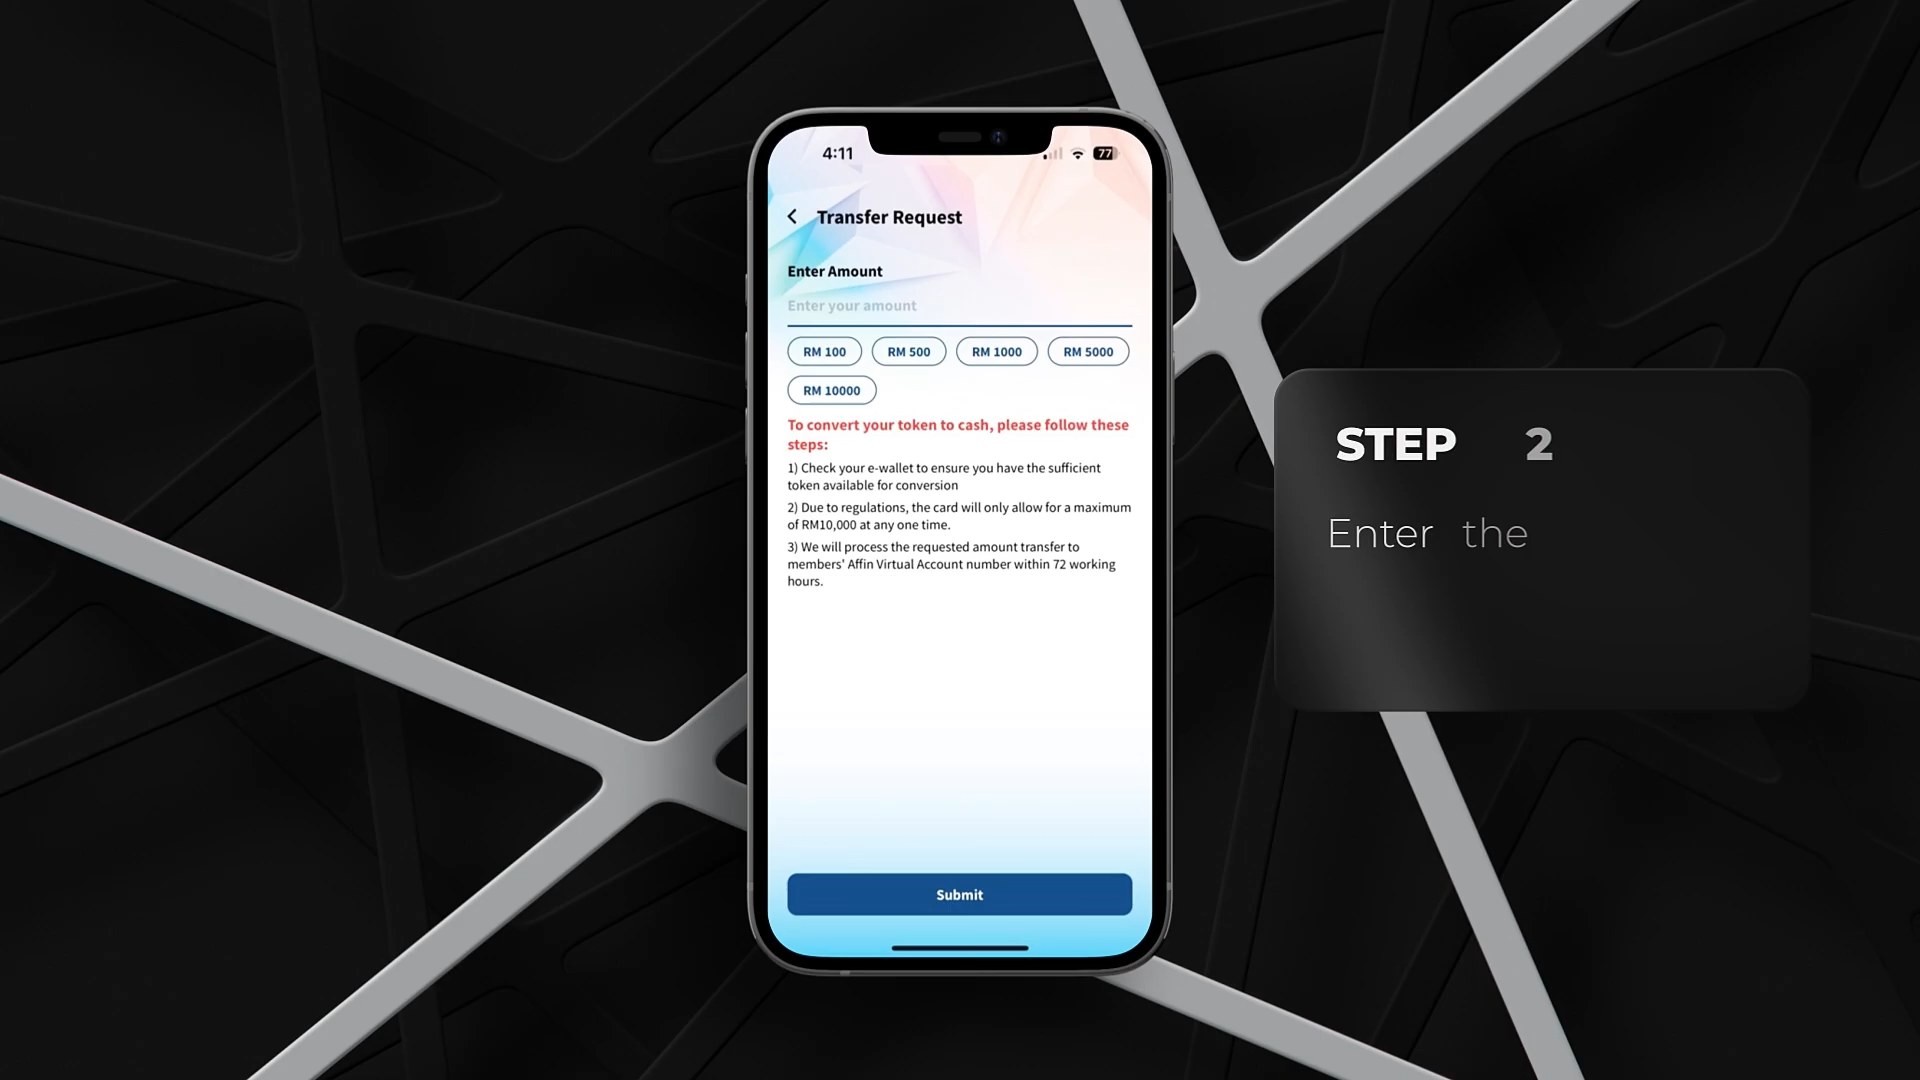 4:11
77
Transfer Request
Enter Amount
Enter your amount
RM 100 RM 500 RM 1000 RM 5000
RM 10000
To convert your token to cash, please follow these
steps:
1) Check your e-wallet to ensure you have the sufficient
token available for conversion
2) Due to regulations, the card will only allow for a maximum
of RM10,000 at any one time.
3) We will process the requested amount transfer to
members' Affin Virtual Account number within 72 working
hours.
Submit
STEP 2
Enter the